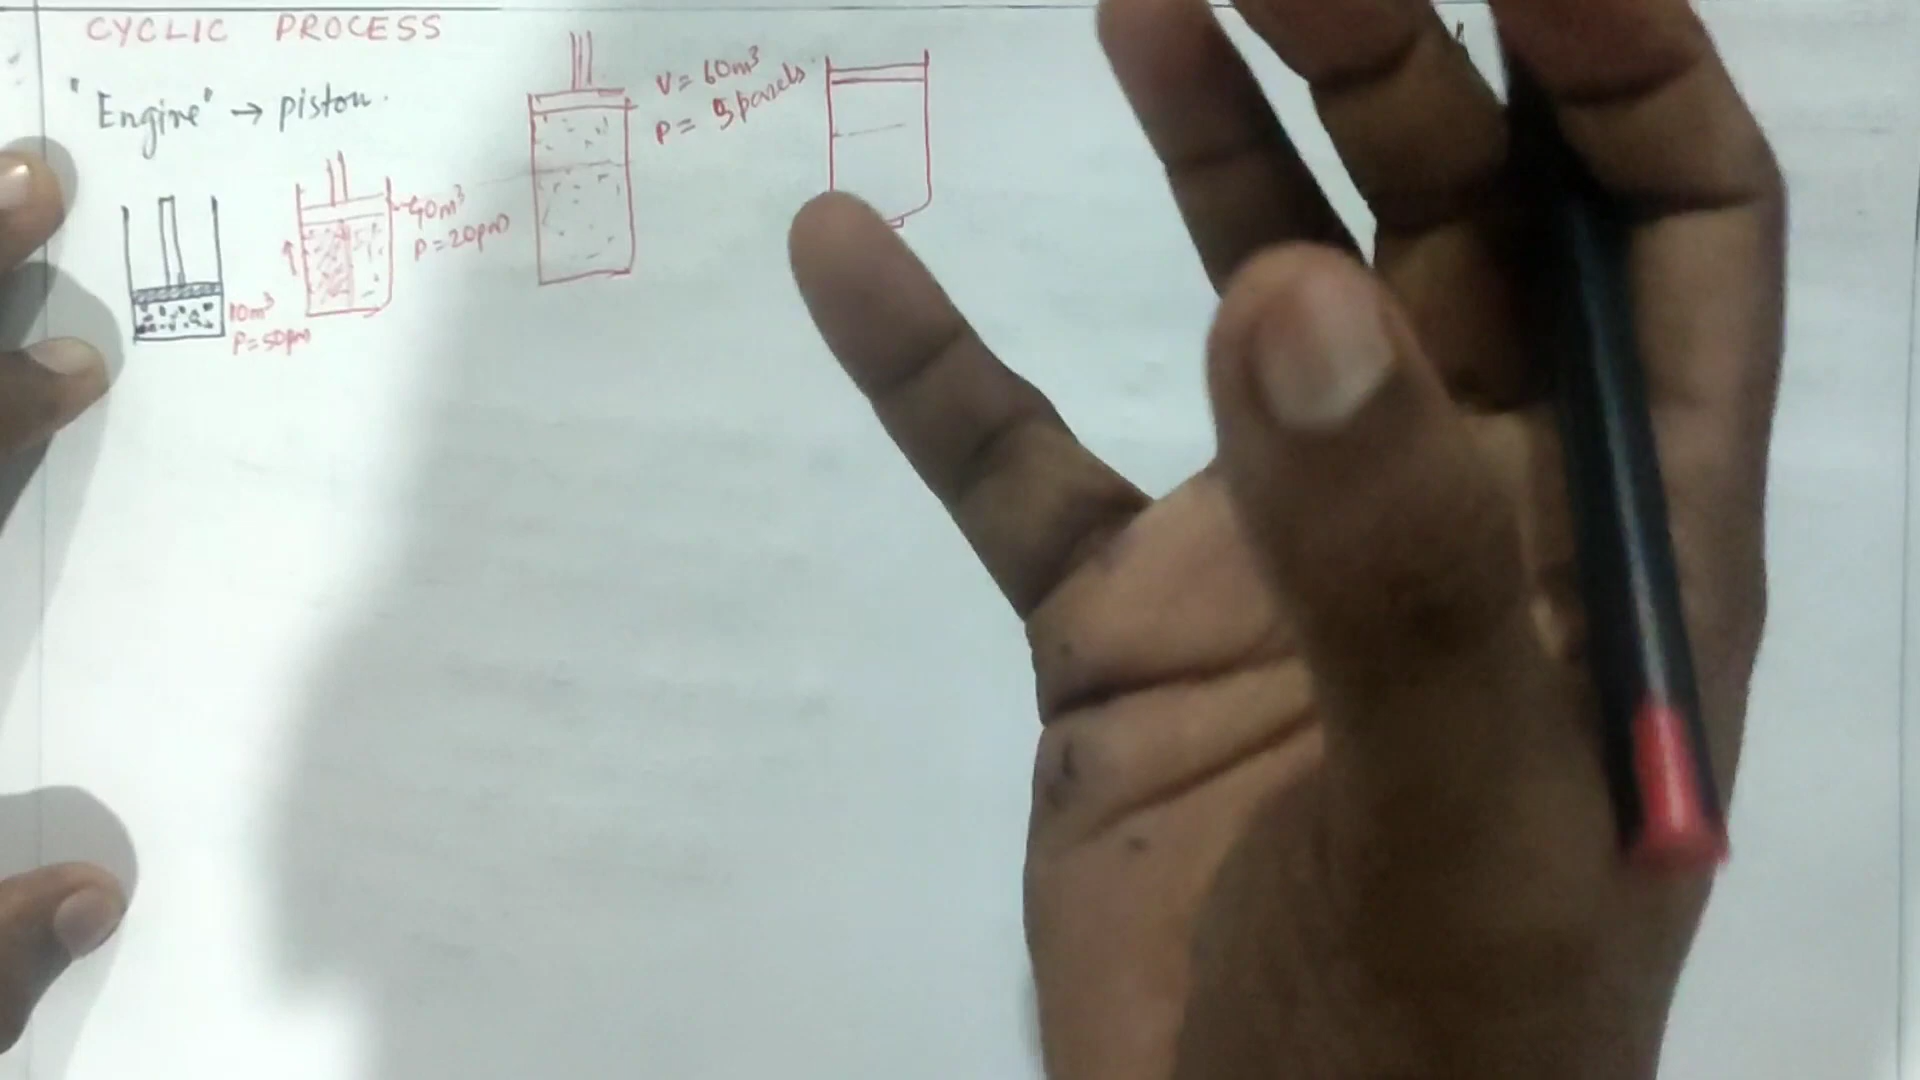 CYCLIC PROCESS
"Engine" → piston.
10m³
P=50pa
40m³
P=20pa
V= 60m³
P= 5 pascals